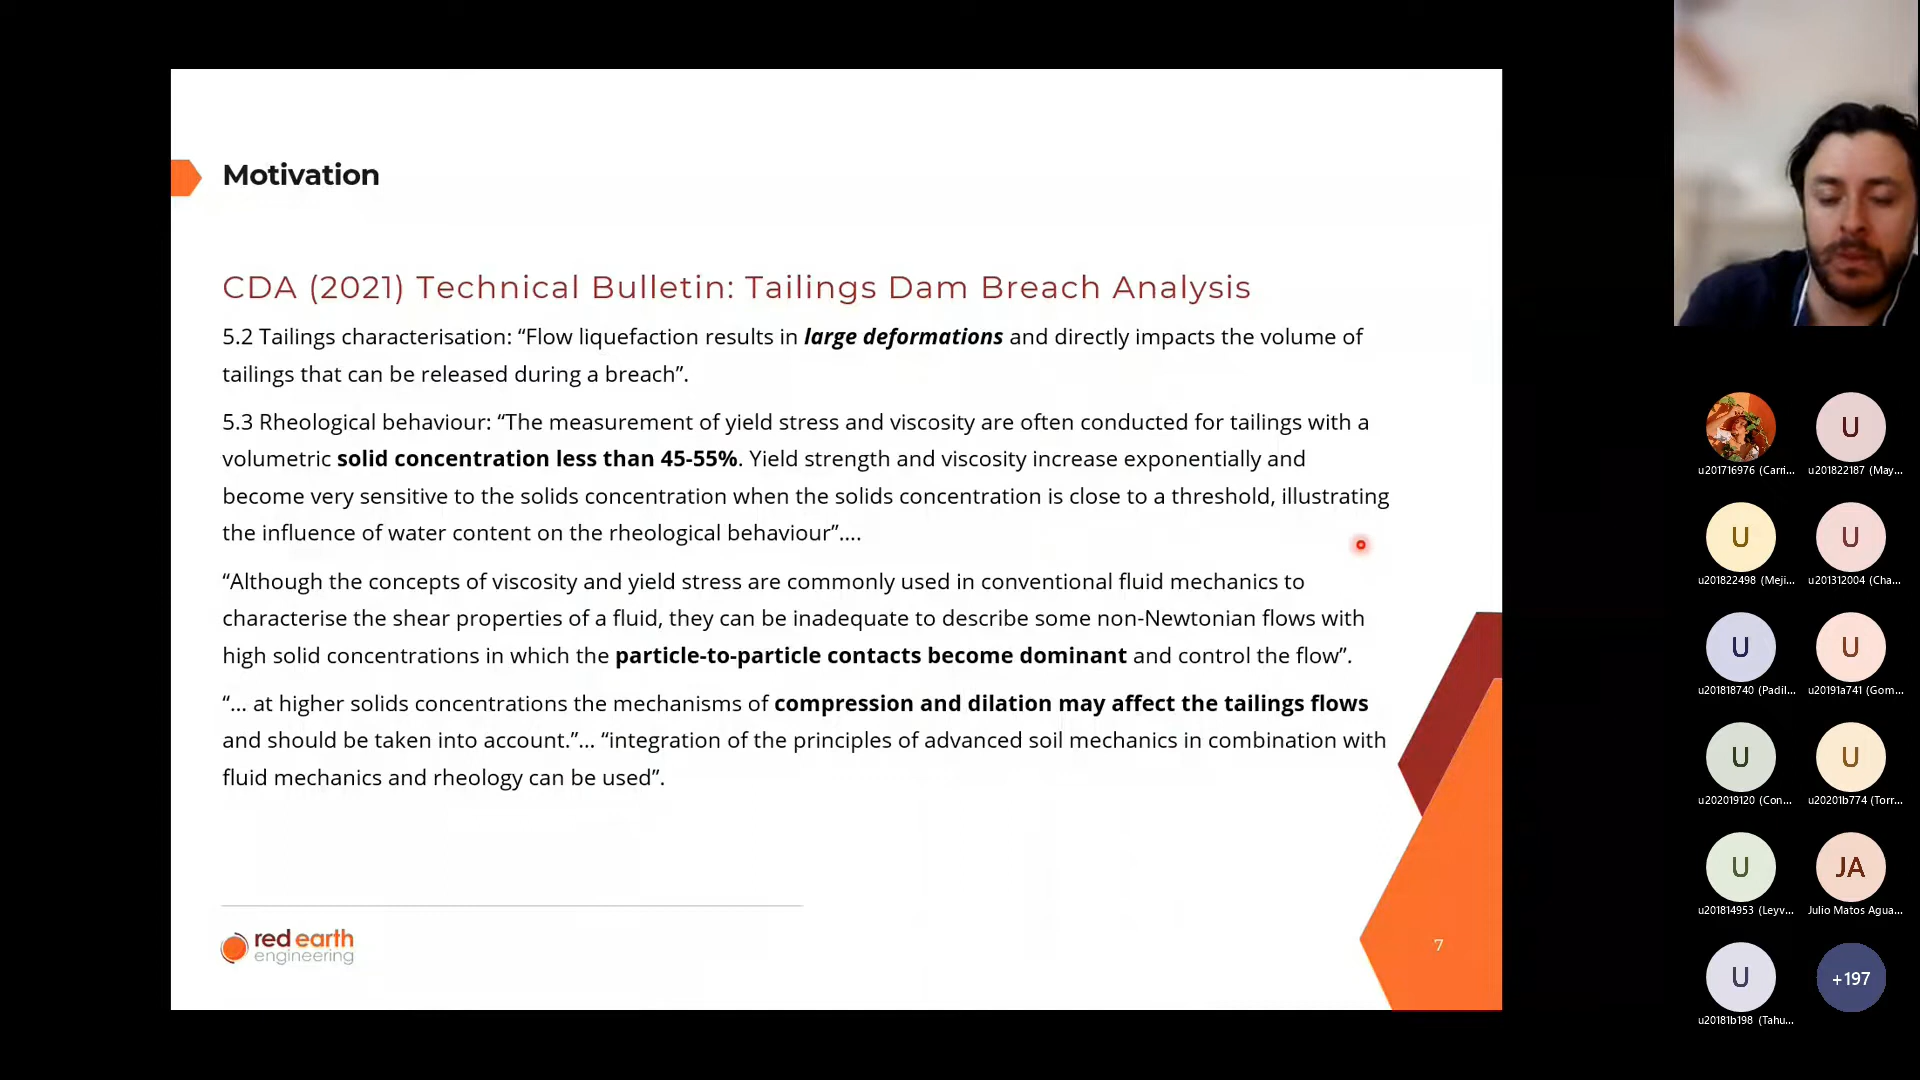 Motivation
CDA (2021) Technical Bulletin: Tailings Dam Breach Analysis
5.2 Tailings characterisation: “Flow liquefaction results in large deformations and directly impacts the volume of
tailings that can be released during a breach”.
5.3 Rheological behaviour: “The measurement of yield stress and viscosity are often conducted for tailings with a
volumetric solid concentration less than 45-55%. Yield strength and viscosity increase exponentially and
become very sensitive to the solids concentration when the solids concentration is close to a threshold, illustrating
the influence of water content on the rheological behaviour”....
“Although the concepts of viscosity and yield stress are commonly used in conventional fluid mechanics to
characterise the shear properties of a fluid, they can be inadequate to describe some non-Newtonian flows with
high solid concentrations in which the particle-to-particle contacts become dominant and control the flow”.
“... at higher solids concentrations the mechanisms of compression and dilation may affect the tailings flows
and should be taken into account.”... “integration of the principles of advanced soil mechanics in combination with
fluid mechanics and rheology can be used”.
red earth
engineering
7
U
u201716976 (Carri...
u201822187 (May...
U
U
u201822498 (Meji...
u201312004 (Cha...
U
U
u201818740 (Padil...
u20191a741 (Gom...
U
U
u202019120 (Con...
u20201b774 (Torr...
U
JA
u201814953 (Leyv...
Julio Matos Agua...
U
+197
u20181b198 (Tahu...